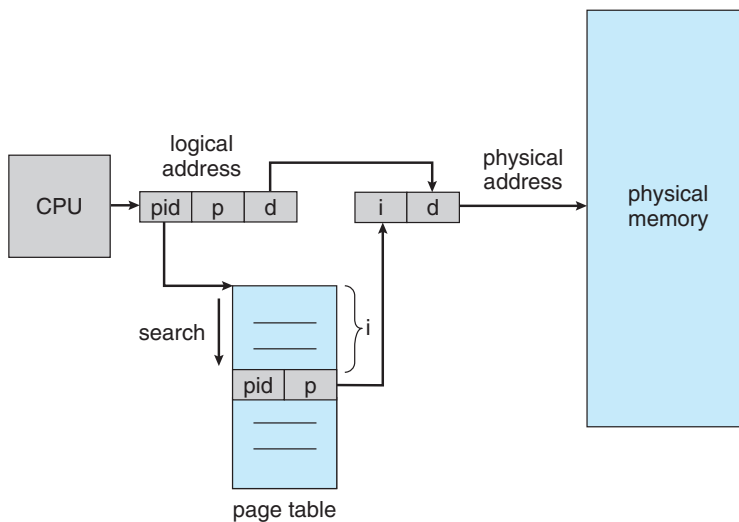 logical
address
CPU
pid p d
i d
physical
address
physical
memory
search
i
pid p
page table